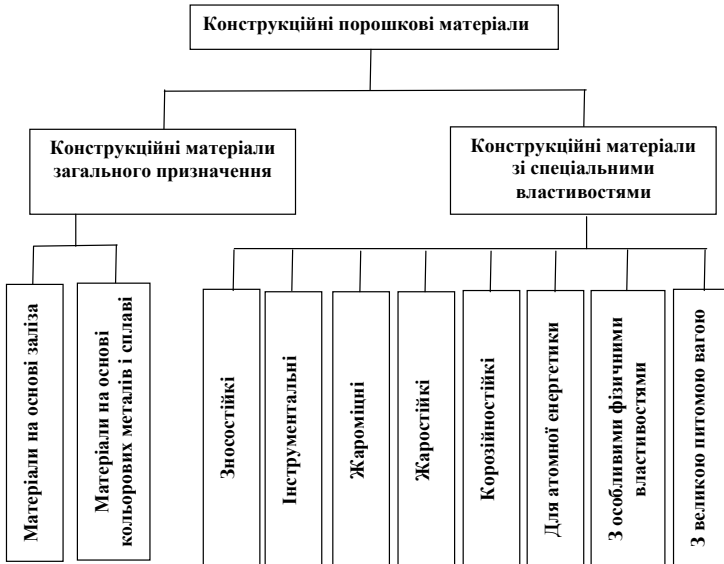 Конструкційні порошкові матеріали
Конструкційні матеріали
загального призначення
Конструкційні матеріали
зі спеціальними
властивостями
Матеріали на основі заліза
Матеріали на основі
кольорових металів і сплаві
Зносостійкі
Інструментальні
Жароміцні
Жаростійкі
Корозійностійкі
Для атомної енергетики
З особливими фізичними
властивостями
З великою питомою вагою